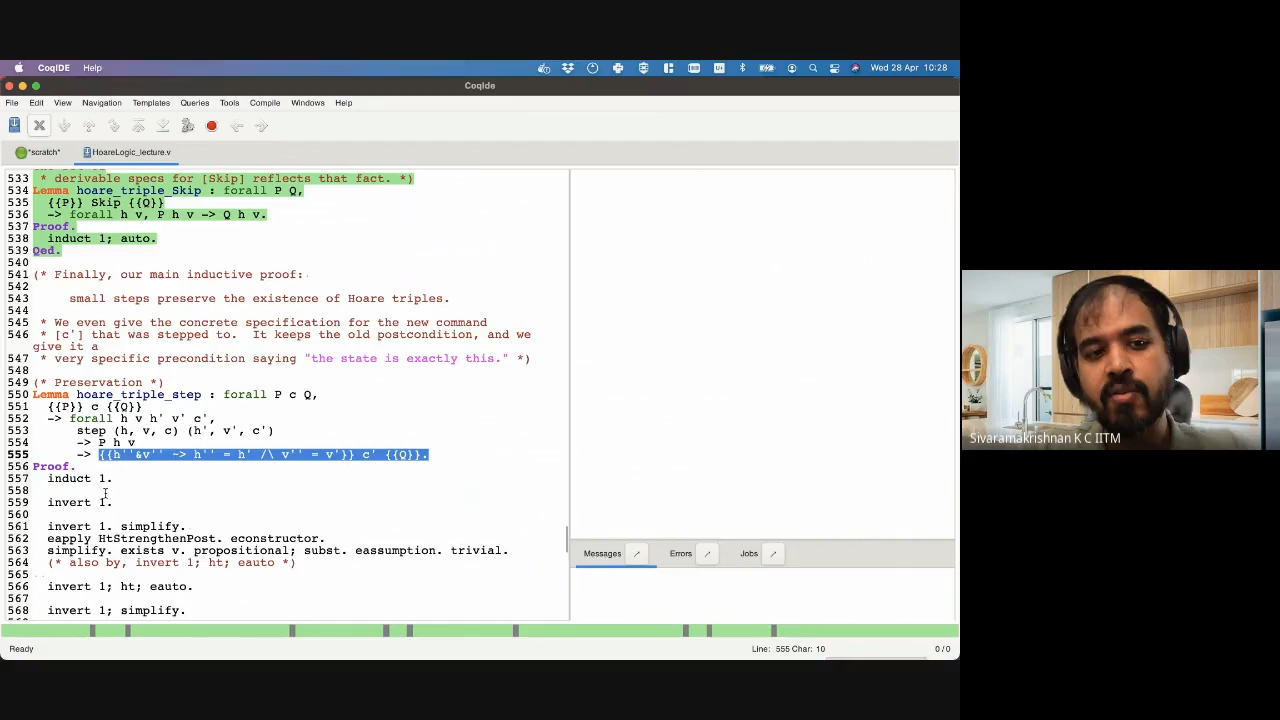 CoqIDE Help
Wed 28 Apr 10:28
CoqIde
File Edit View Navigation Templates Queries Tools Compile Windows Help
*scratch* HoareLogic_lecture.v
533 * derivable specs for [Skip] reflects that fact. *)
534 Lemma hoare_triple_Skip : forall P Q,
535 {{P}} Skip {{Q}}
536 -> forall h v, P h v -> Q h v.
537 Proof.
538 induct 1; auto.
539 Qed.
540
541 (* Finally, our main inductive proof:
542
543 small steps preserve the existence of Hoare triples.
544
545 * We even give the concrete specification for the new command
546 * [c'] that was stepped to.  It keeps the old postcondition, and we
give it a
547 * very specific precondition saying "the state is exactly this." *)
548
549 (* Preservation *)
550 Lemma hoare_triple_step : forall P c Q,
551 {{P}} c {{Q}}
552 -> forall h v h' v' c',
553 step (h, v, c) (h', v', c')
554 -> P h v
555 -> {{h''&v'' ~> h'' = h' /\ v'' = v'}} c' {{Q}}.
556 Proof.
557 induct 1.
558
559 invert 1.
560
561 invert 1. simplify.
562 eapply HtStrengthenPost. econstructor.
563 simplify. exists v. propositional; subst. eassumption. trivial.
564 (* also by, invert 1; ht; eauto *)
565
566 invert 1; ht; eauto.
567
568 invert 1; simplify.
Messages Errors Jobs
Ready Line: 555 Char: 10 0 / 0
Sivaramakrishnan K C IITM